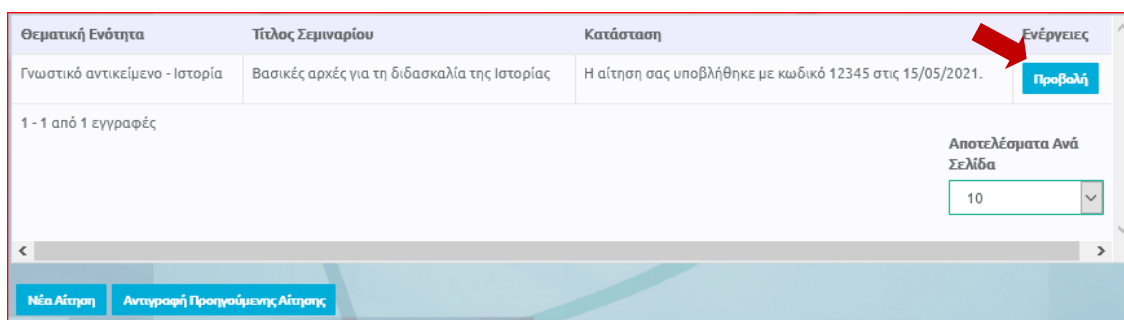 Θεματική Ενότητα Τίτλος Σεμιναρίου Κατάσταση Ενέργειες
Γνωστικό αντικείμενο - Ιστορία Βασικές αρχές για τη διδασκαλία της Ιστορίας Η αίτηση σας υποβλήθηκε με κωδικό 12345 στις 15/05/2021. Προβολή
1 - 1 από 1 εγγραφές
Αποτελέσματα Ανά
Σελίδα
10
Νέα Αίτηση Αντιγραφή Προηγούμενης Αίτησης